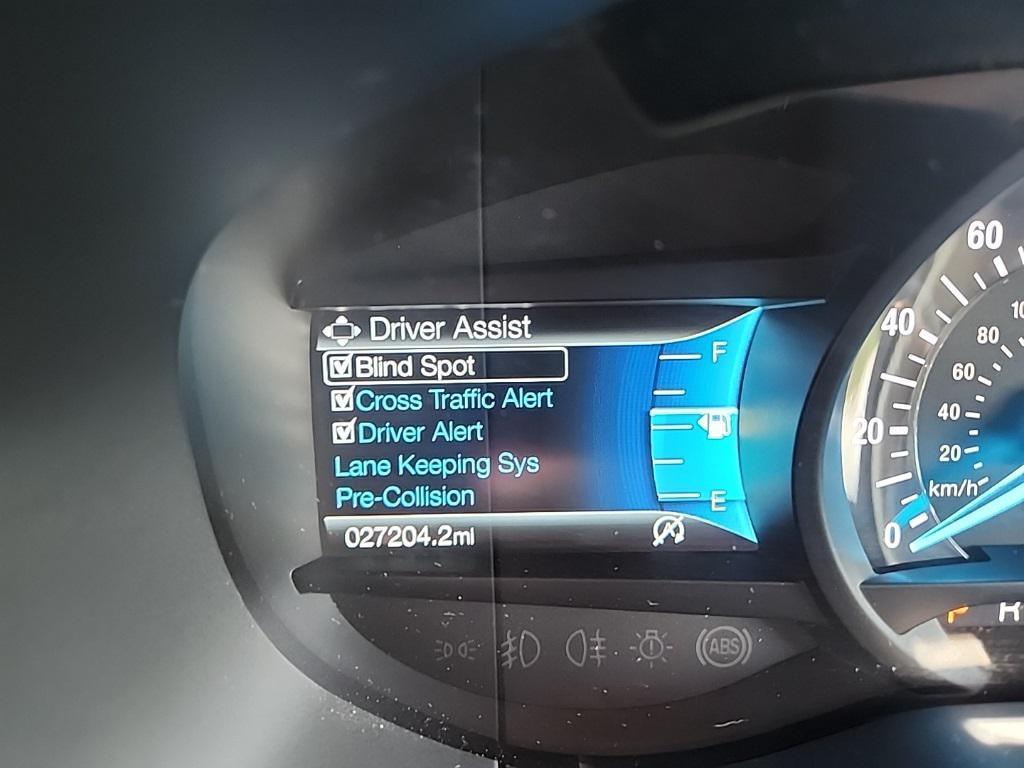 Driver Assist
Blind Spot
Cross Traffic Alert
Driver Alert
Lane Keeping Sys
Pre-Collision
027204.2mi
F
E
ABS
60
40
20
0
80
60
40
20
km/h
P R